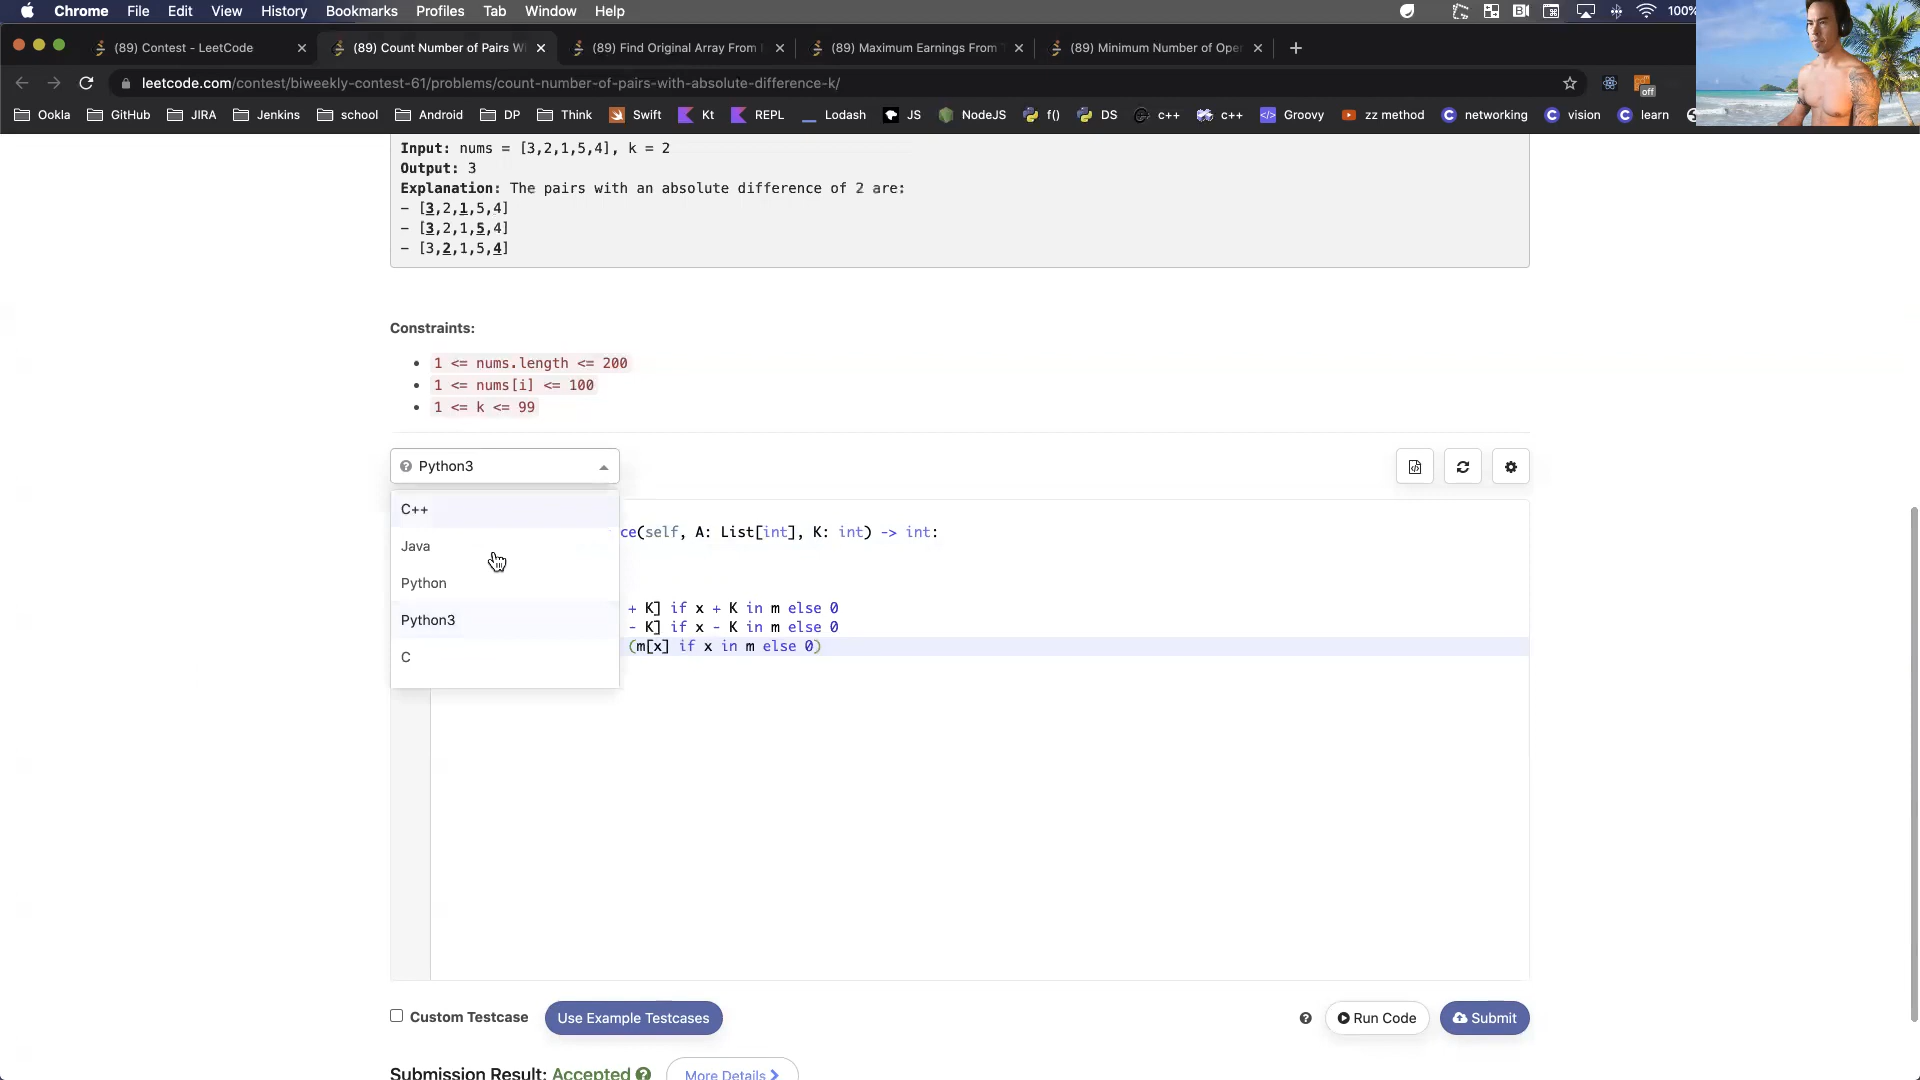 Chrome File Edit View History Bookmarks Profiles Tab Window Help 100%
(89) Contest - LeetCode (89) Count Number of Pairs Wi (89) Find Original Array From (89) Maximum Earnings From (89) Minimum Number of Oper
leetcode.com/contest/biweekly-contest-61/problems/count-number-of-pairs-with-absolute-difference-k/
off
Ookla GitHub JIRA Jenkins school Android DP Think Swift Kt REPL Lodash JS NodeJS f() DS c++ c++ Groovy zz method networking vision learn
Input: nums = [3,2,1,5,4], k = 2
Output: 3
Explanation: The pairs with an absolute difference of 2 are:
- [3,2,1,5,4]
- [3,2,1,5,4]
- [3,2,1,5,4]
Constraints:
• 1 <= nums.length <= 200
• 1 <= nums[i] <= 100
• 1 <= k <= 99
Python3
C++
ce(self, A: List[int], K: int) -> int:
Java
Python
+ K] if x + K in m else 0
Python3
- K] if x - K in m else 0
(m[x] if x in m else 0)
C
Custom Testcase Use Example Testcases Run Code Submit
Submission Result: Accepted More Details